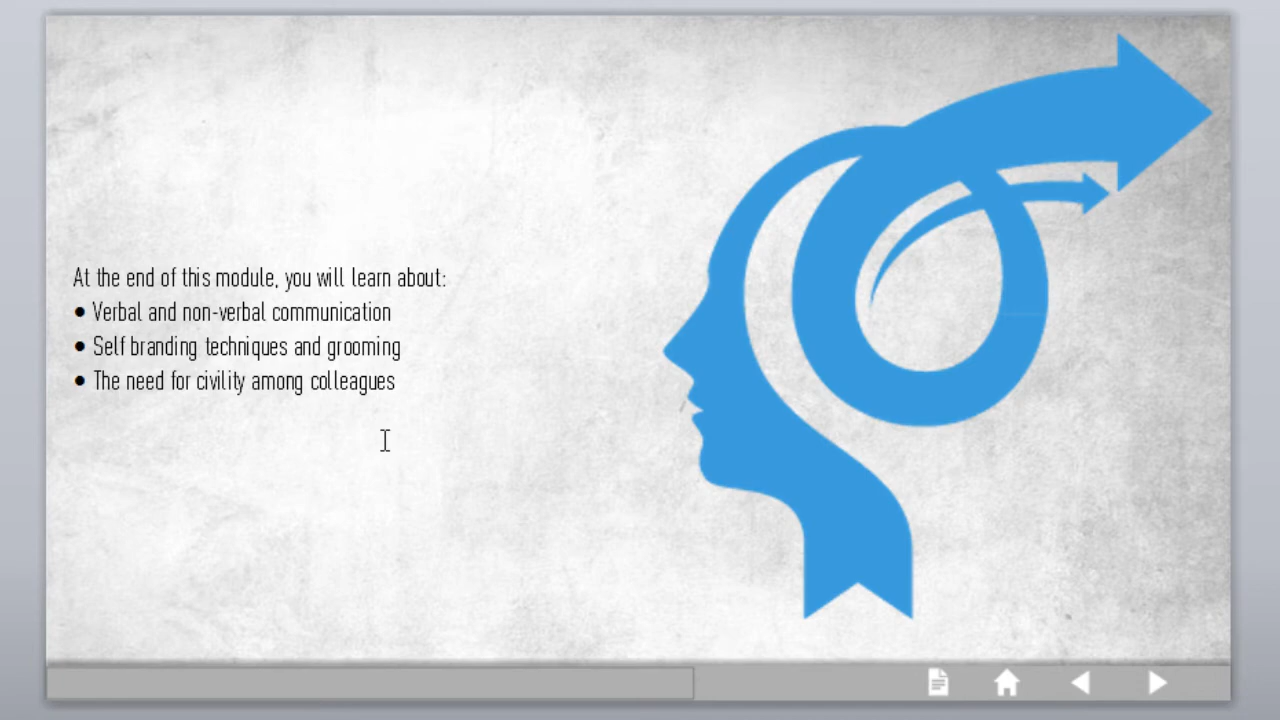 At the end of this module, you will learn about:
• Verbal and non-verbal communication
• Self branding techniques and grooming
• The need for civility among colleagues